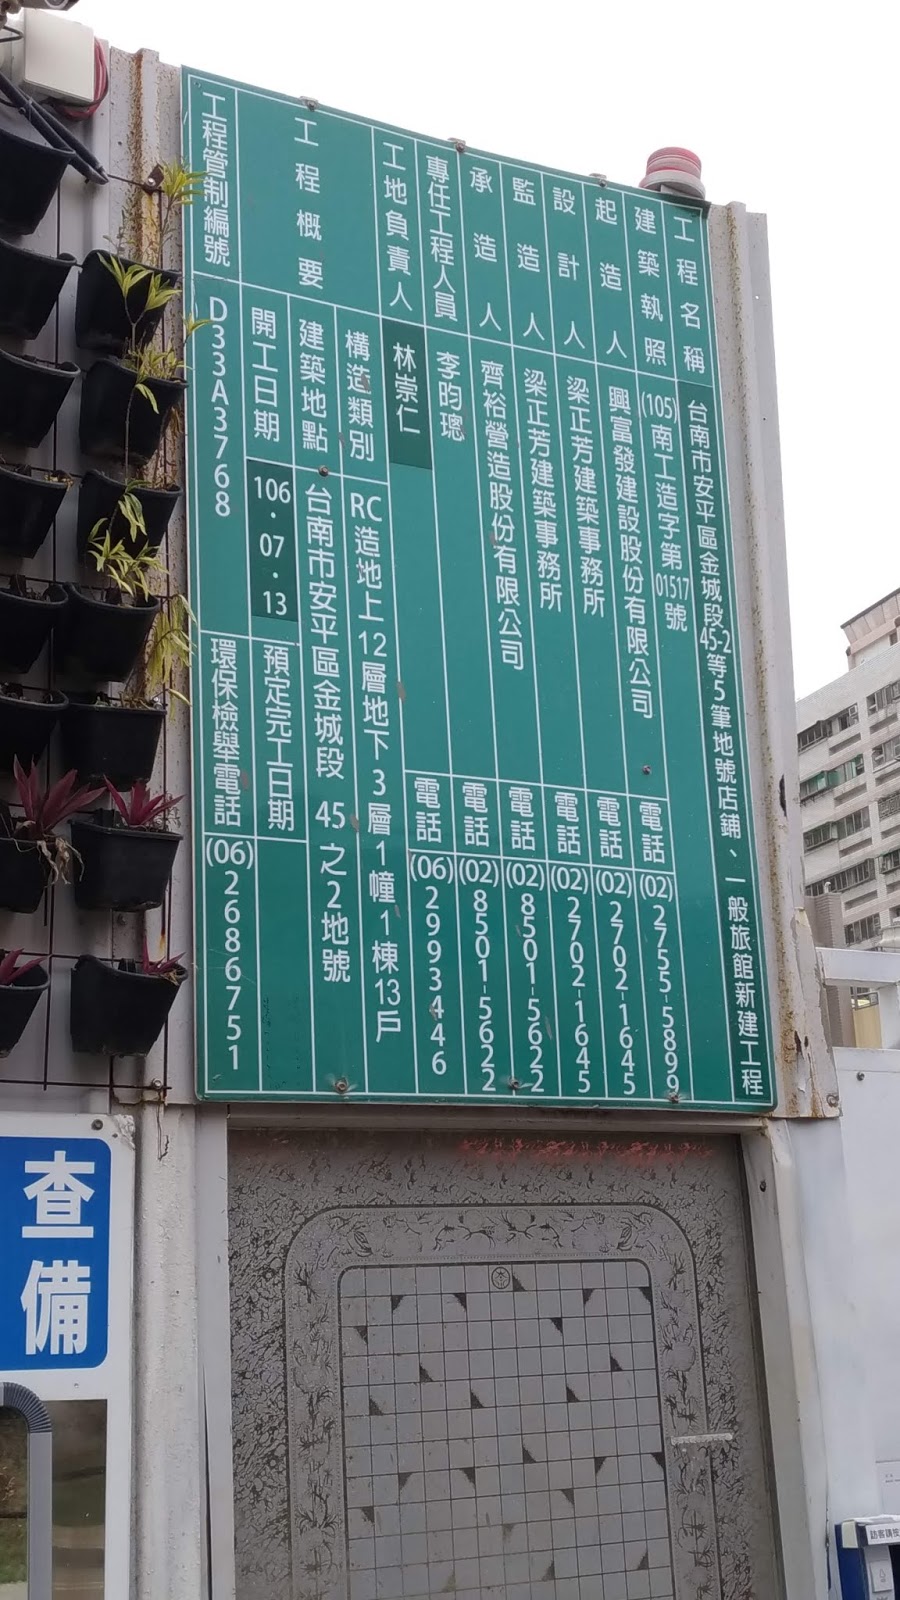 工程名稱 台南市安平區金城段45-2等5筆地號店鋪、一般旅館新建工程
建築執照 (105)南工造字第01517號
起造人 興富發建設股份有限公司 電話 (02)2755-5899
設計人 梁正芳建築事務所 電話 (02)2702-1645
監造人 梁正芳建築事務所 電話 (02)2702-1645
承造人 齊裕營造股份有限公司 電話 (02)8501-5622
專任工程人員 李昀璁 電話 (02)8501-5622
工地負責人 林崇仁 電話 (06)2993446
工程概要
構造類別 RC造地上12層地下3層1幢1棟13戶
建築地點 台南市安平區金城段 45之2地號
開工日期 106.07.13 預定完工日期
工程管制編號 D33A3768 環保檢舉電話 (06)2686751
查備
訪客請按